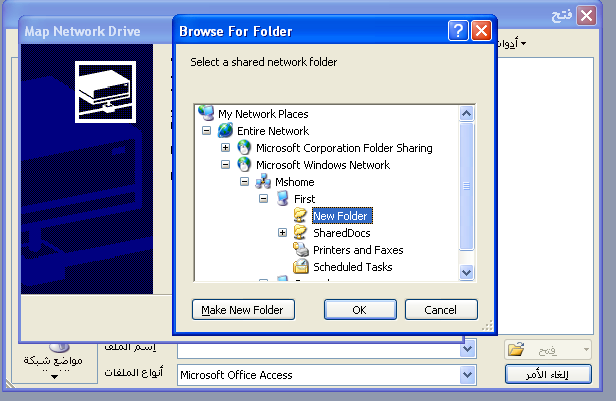 فتح
Map Network Drive
Browse For Folder
أدوات
Select a shared network folder
My Network Places
Entire Network
Microsoft Corporation Folder Sharing
Microsoft Windows Network
Mshome
First
New Folder
SharedDocs
Printers and Faxes
Scheduled Tasks
Make New Folder
OK
Cancel
اسم الملف
فتح
مواضع شبكة
أنواع الملفات
Microsoft Office Access
إلغاء الأمر